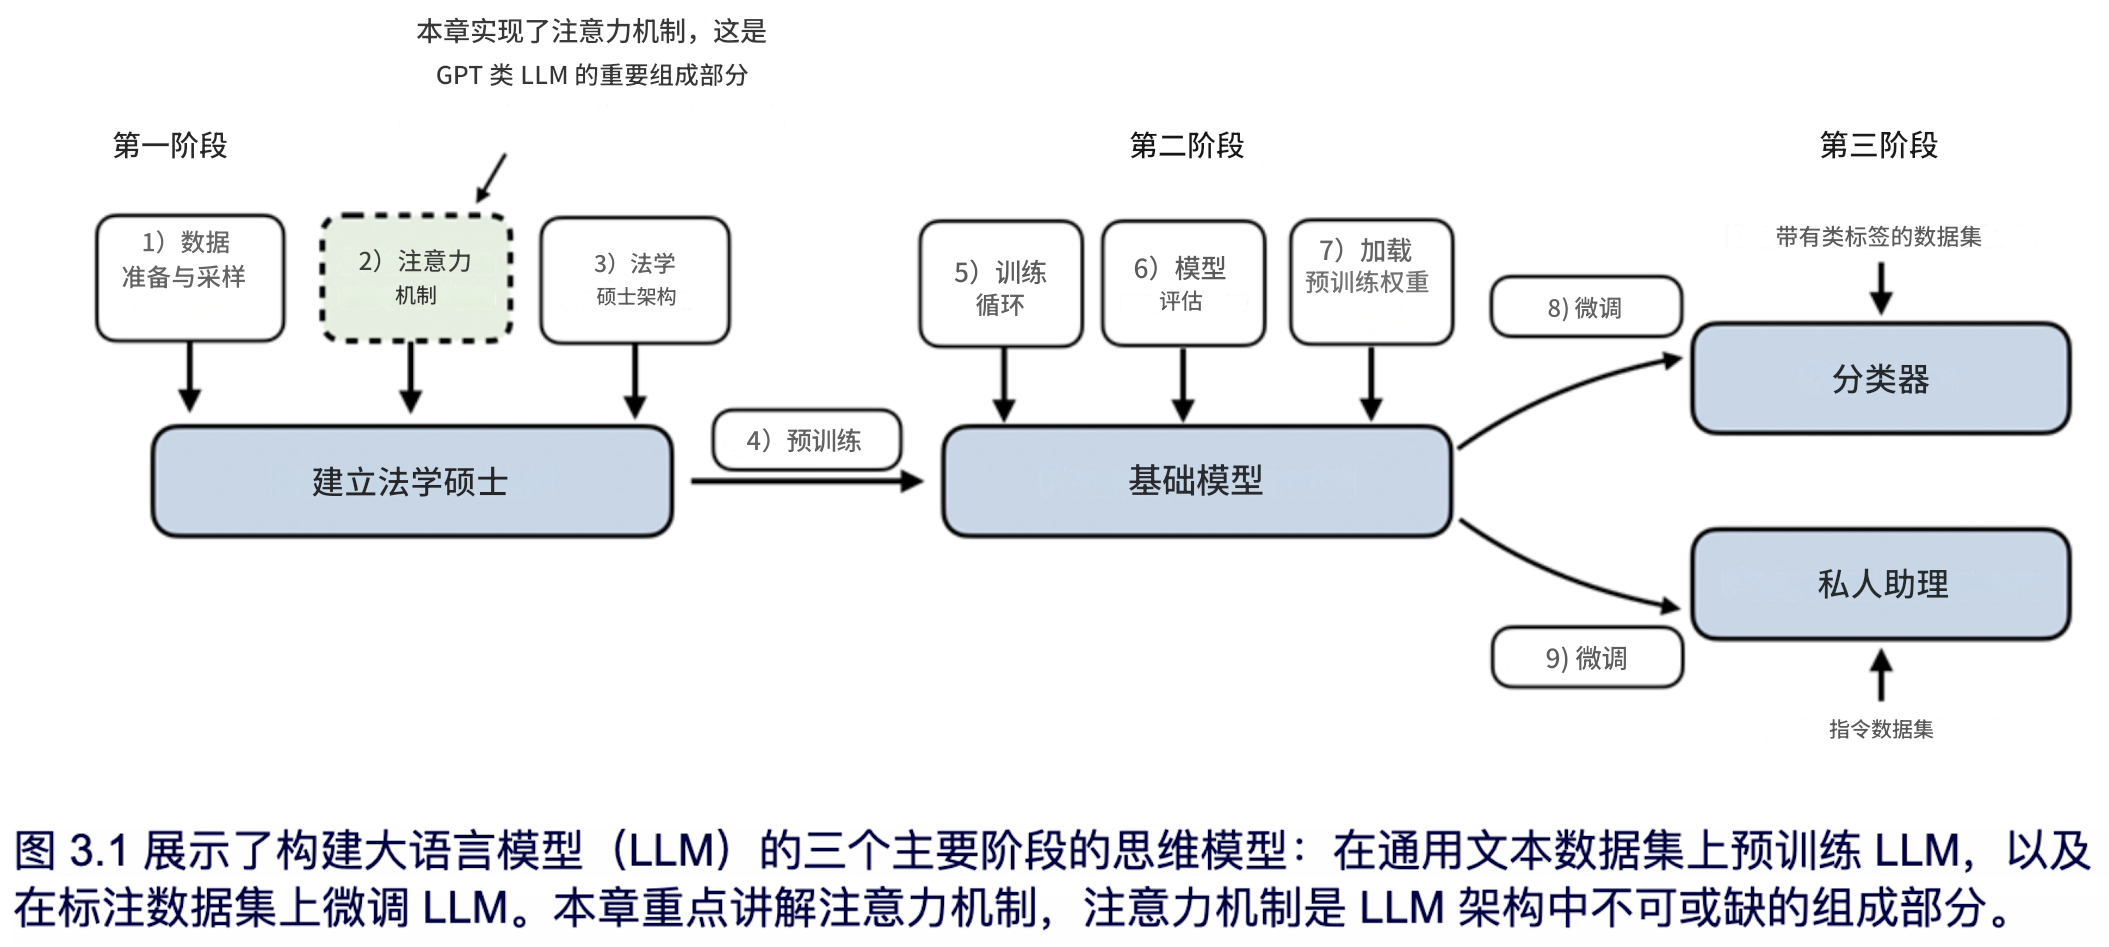 本章实现了注意力机制，这是
GPT 类 LLM 的重要组成部分
第一阶段
第二阶段
第三阶段
1）数据
准备与采样
2）注意力
机制
3）法学
硕士架构
5）训练
循环
6）模型
评估
7）加载
预训练权重
带有类标签的数据集
8) 微调
分类器
4）预训练
建立法学硕士
基础模型
私人助理
9) 微调
指令数据集
图 3.1 展示了构建大语言模型（LLM）的三个主要阶段的思维模型：在通用文本数据集上预训练 LLM，以及
在标注数据集上微调 LLM。本章重点讲解注意力机制，注意力机制是 LLM 架构中不可或缺的组成部分。